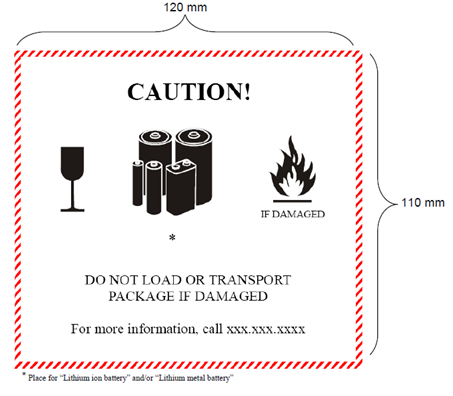 120 mm
CAUTION!
IF DAMAGED
110 mm
*
DO NOT LOAD OR TRANSPORT
PACKAGE IF DAMAGED
For more information, call xxx.xxx.xxxx
* Place for “Lithium ion battery” and/or “Lithium metal battery”